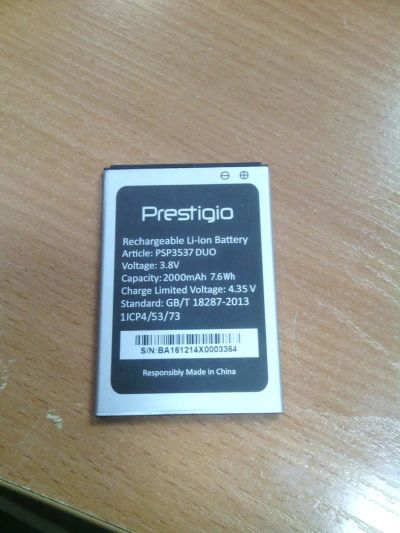 ⊖ ⊕
Prestigio
Rechargeable Li-ion Battery
Article: PSP3537 DUO
Voltage: 3.8V
Capacity: 2000mAh 7.6Wh
Charge Limited Voltage: 4.35 V
Standard: GB/T 18287-2013
1ICP4/53/73
S/N:BA161214X0003364
Responsibly Made in China